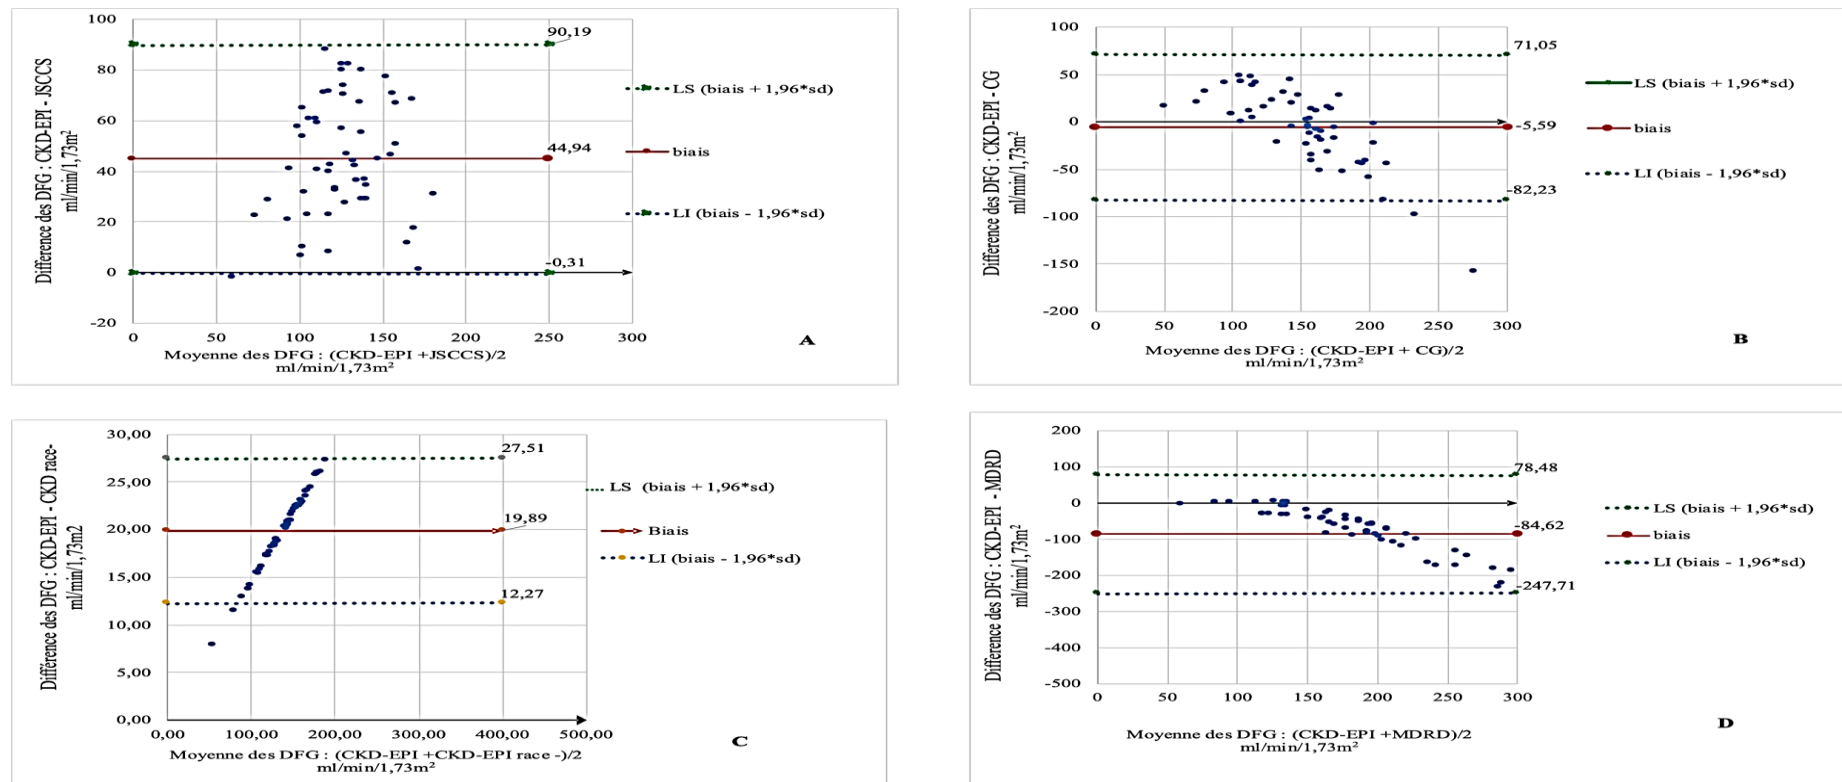 100
80
60
40
20
0
-20
0
50
100
150
200
250
300
90,19
44,94
-0,31
Difference des DFG : CKD-EPI - JSCCS
ml/min/1,73m²
Moyenne des DFG : (CKD-EPI +JSCCS)/2
ml/min/1,73m²
LS (biais + 1,96*sd)
biais
LI (biais - 1,96*sd)
A
100
50
0
-50
-100
-150
-200
0
50
100
150
200
250
300
71,05
-5,59
-82,23
Difference des DFG : CKD-EPI - CG
ml/min/1,73m²
Moyenne des DFG : (CKD-EPI + CG)/2
ml/min/1,73m²
LS (biais + 1,96*sd)
biais
LI (biais - 1,96*sd)
B
30,00
25,00
20,00
15,00
10,00
5,00
0,00
0,00
100,00
200,00
300,00
400,00
500,00
27,51
19,89
12,27
Différence des DFG : CKD-EPI - CKD race-
ml/min/1,73m2
Moyenne des DFG : (CKD-EPI +CKD-EPI race -)/2
ml/min/1,73m²
LS (biais + 1,96*sd)
Biais
LI (biais - 1,96*sd)
C
200
100
0
-100
-200
-300
-400
-500
0
50
100
150
200
250
300
78,48
-84,62
-247,71
Difference des DFG : CKD-EPI - MDRD
ml/min/1,73m²
Moyenne des DFG : (CKD-EPI +MDRD)/2
ml/min/1,73m²
LS (biais + 1,96*sd)
biais
LI (biais - 1,96*sd)
D